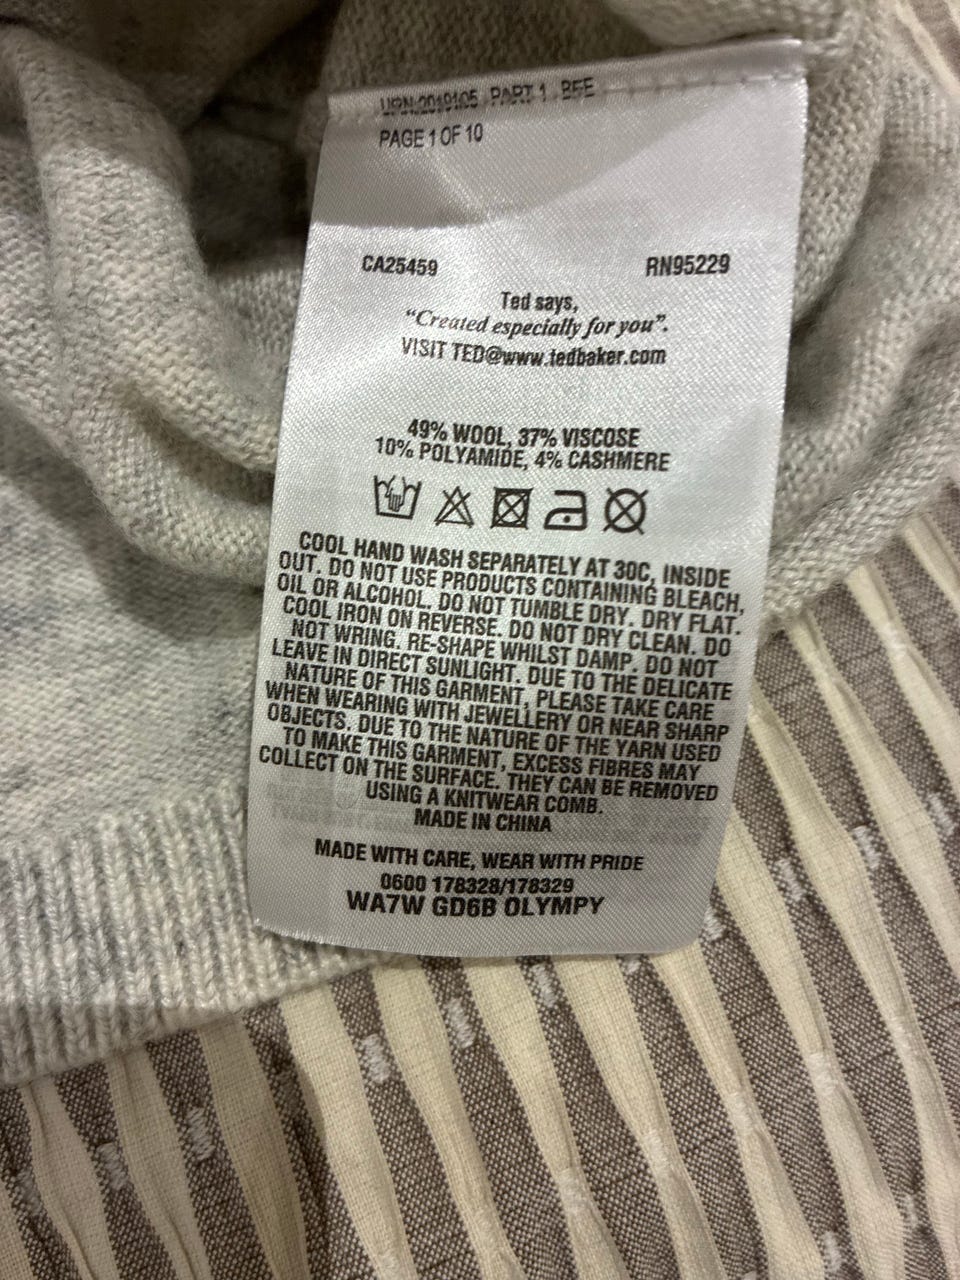 PART 1 . BFE
PAGE 1 OF 10
CA25459 RN95229
Ted says,
“Created especially for you”.
VISIT TED@www.tedbaker.com
49% WOOL, 37% VISCOSE
10% POLYAMIDE, 4% CASHMERE
COOL HAND WASH SEPARATELY AT 30C, INSIDE
OUT. DO NOT USE PRODUCTS CONTAINING BLEACH,
OIL OR ALCOHOL. DO NOT TUMBLE DRY. DRY FLAT.
COOL IRON ON REVERSE. DO NOT DRY CLEAN. DO
NOT WRING. RE-SHAPE WHILST DAMP. DO NOT
LEAVE IN DIRECT SUNLIGHT. DUE TO THE DELICATE
NATURE OF THIS GARMENT, PLEASE TAKE CARE
WHEN WEARING WITH JEWELLERY OR NEAR SHARP
OBJECTS. DUE TO THE NATURE OF THE YARN USED
TO MAKE THIS GARMENT, EXCESS FIBRES MAY
COLLECT ON THE SURFACE. THEY CAN BE REMOVED
USING A KNITWEAR COMB.
MADE IN CHINA
MADE WITH CARE, WEAR WITH PRIDE
0600 178328/178329
WA7W GD6B OLYMPY